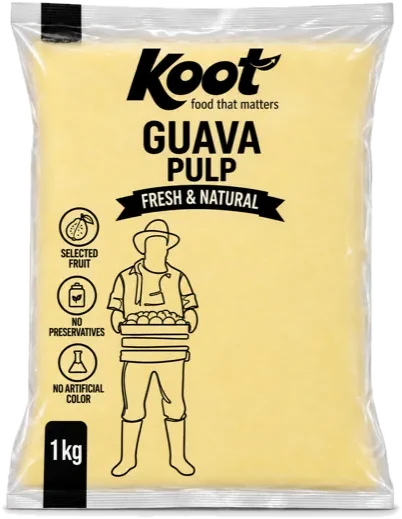 Koot
food that matters
GUAVA
PULP
FRESH & NATURAL
SELECTED
FRUIT
NO
PRESERVATIVES
NO ARTIFICIAL
COLOR
1kg